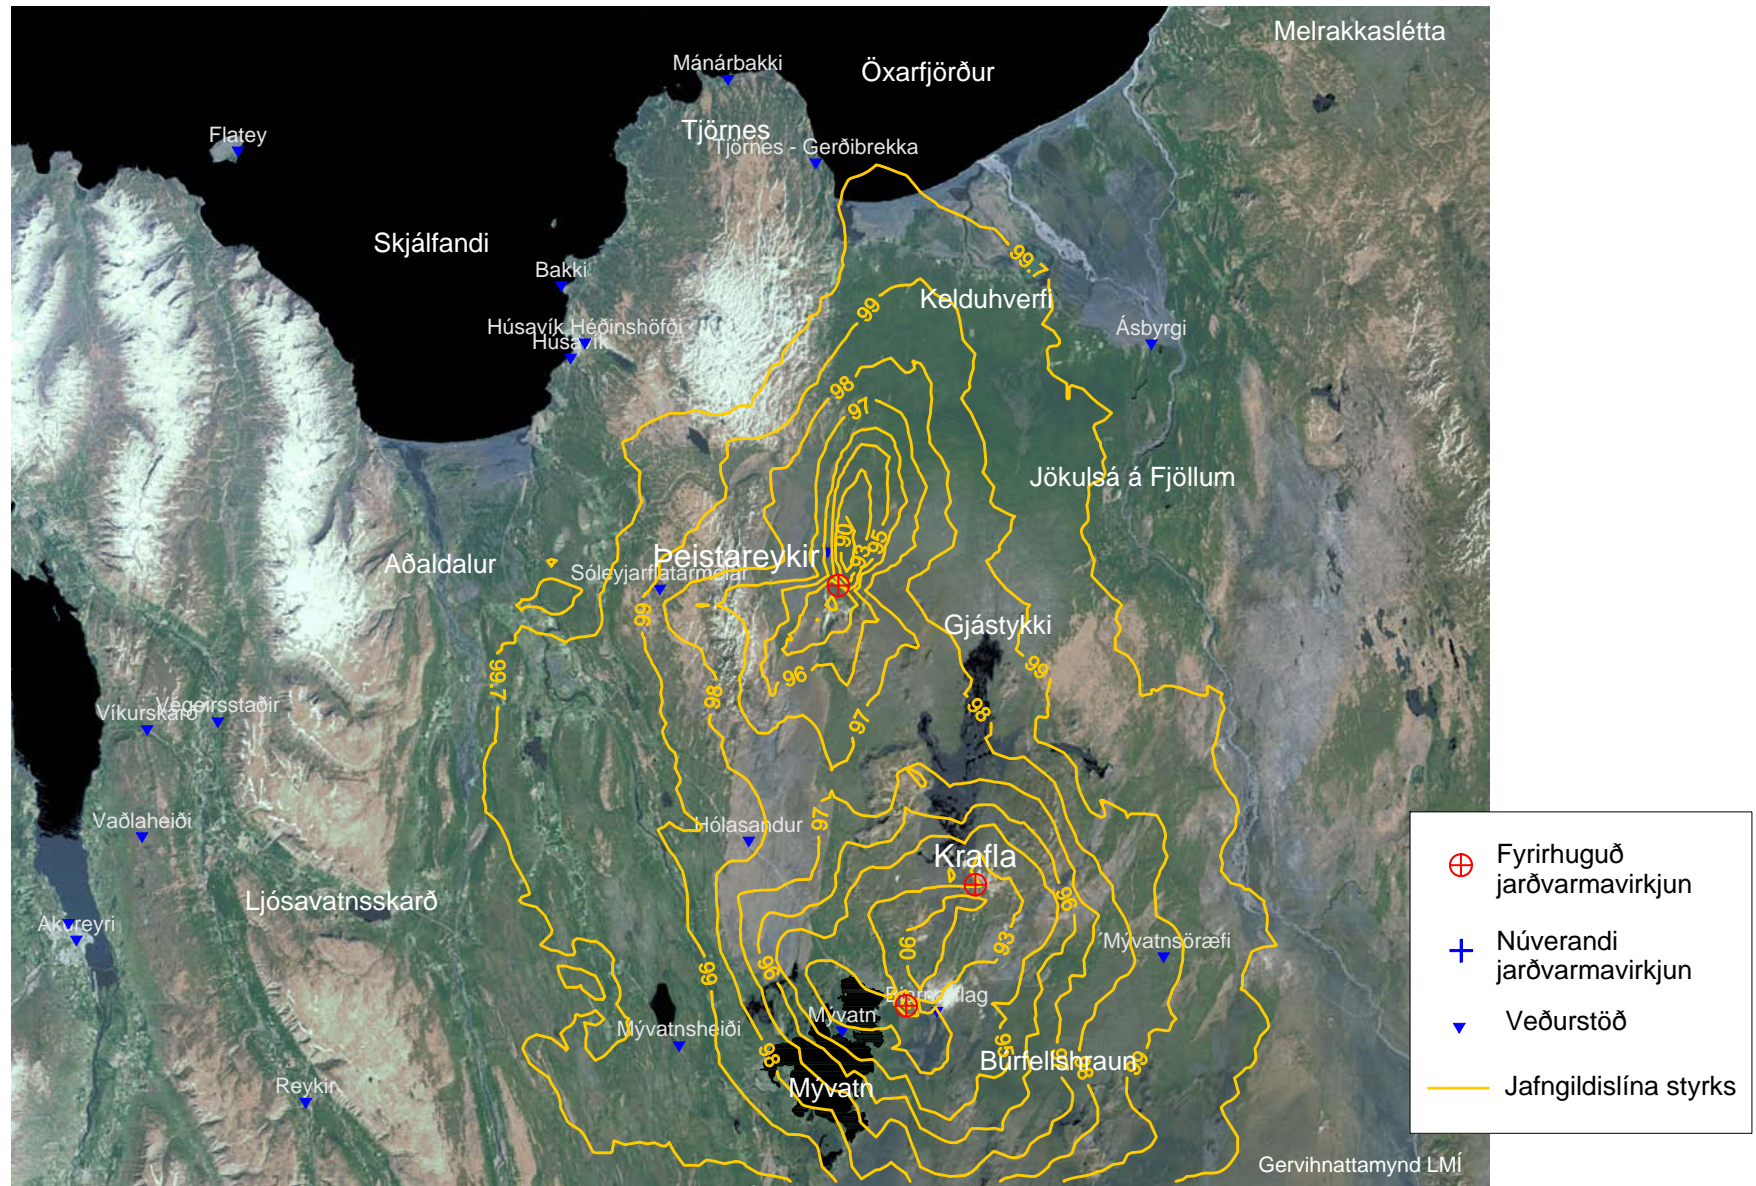 Melrakkaslétta
Mánárbakki
Öxarfjörður
Tjörnes
Flatey
Tjörnes - Gerðibrekka
Skjálfandi
99.7
Bakki
Kelduhverfi
99
Húsavík Héðinshöfði
Húsavík
Ásbyrgi
98
97
Jökulsá á Fjöllum
90
95
93
Þeistareykir
Aðaldalur
Sóleyjarflatarmelar
99
Gjástykki
99.7
96
99
98
Végeirsstaðir
Víkurskarð
97
98
Vaðlaheiði
Hólasandur
97
Krafla
Ljósavatnsskarð
96
Akureyri
90
93
Mývatnsöræfi
99
96
Bjarnarflag
Mývatn
Mývatnsheiði
95
98
Búrfellshraun
98
99
Reykir
Mývatn
Gervihnattamynd LMÍ
Fyrirhuguð
jarðvarmavirkjun
Núverandi
jarðvarmavirkjun
Veðurstöð
Jafngildislína styrks